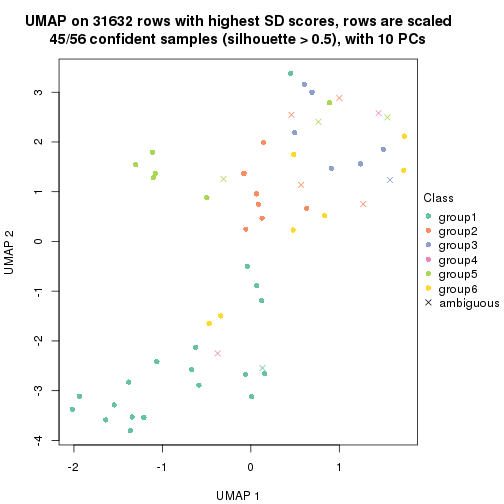 UMAP on 31632 rows with highest SD scores, rows are scaled
45/56 confident samples (silhouette > 0.5), with 10 PCs
3
2
1
0
-1
-2
-3
-4
UMAP 2
-2
-1
0
1
UMAP 1
Class
group1
group2
group3
group4
group5
group6
ambiguous